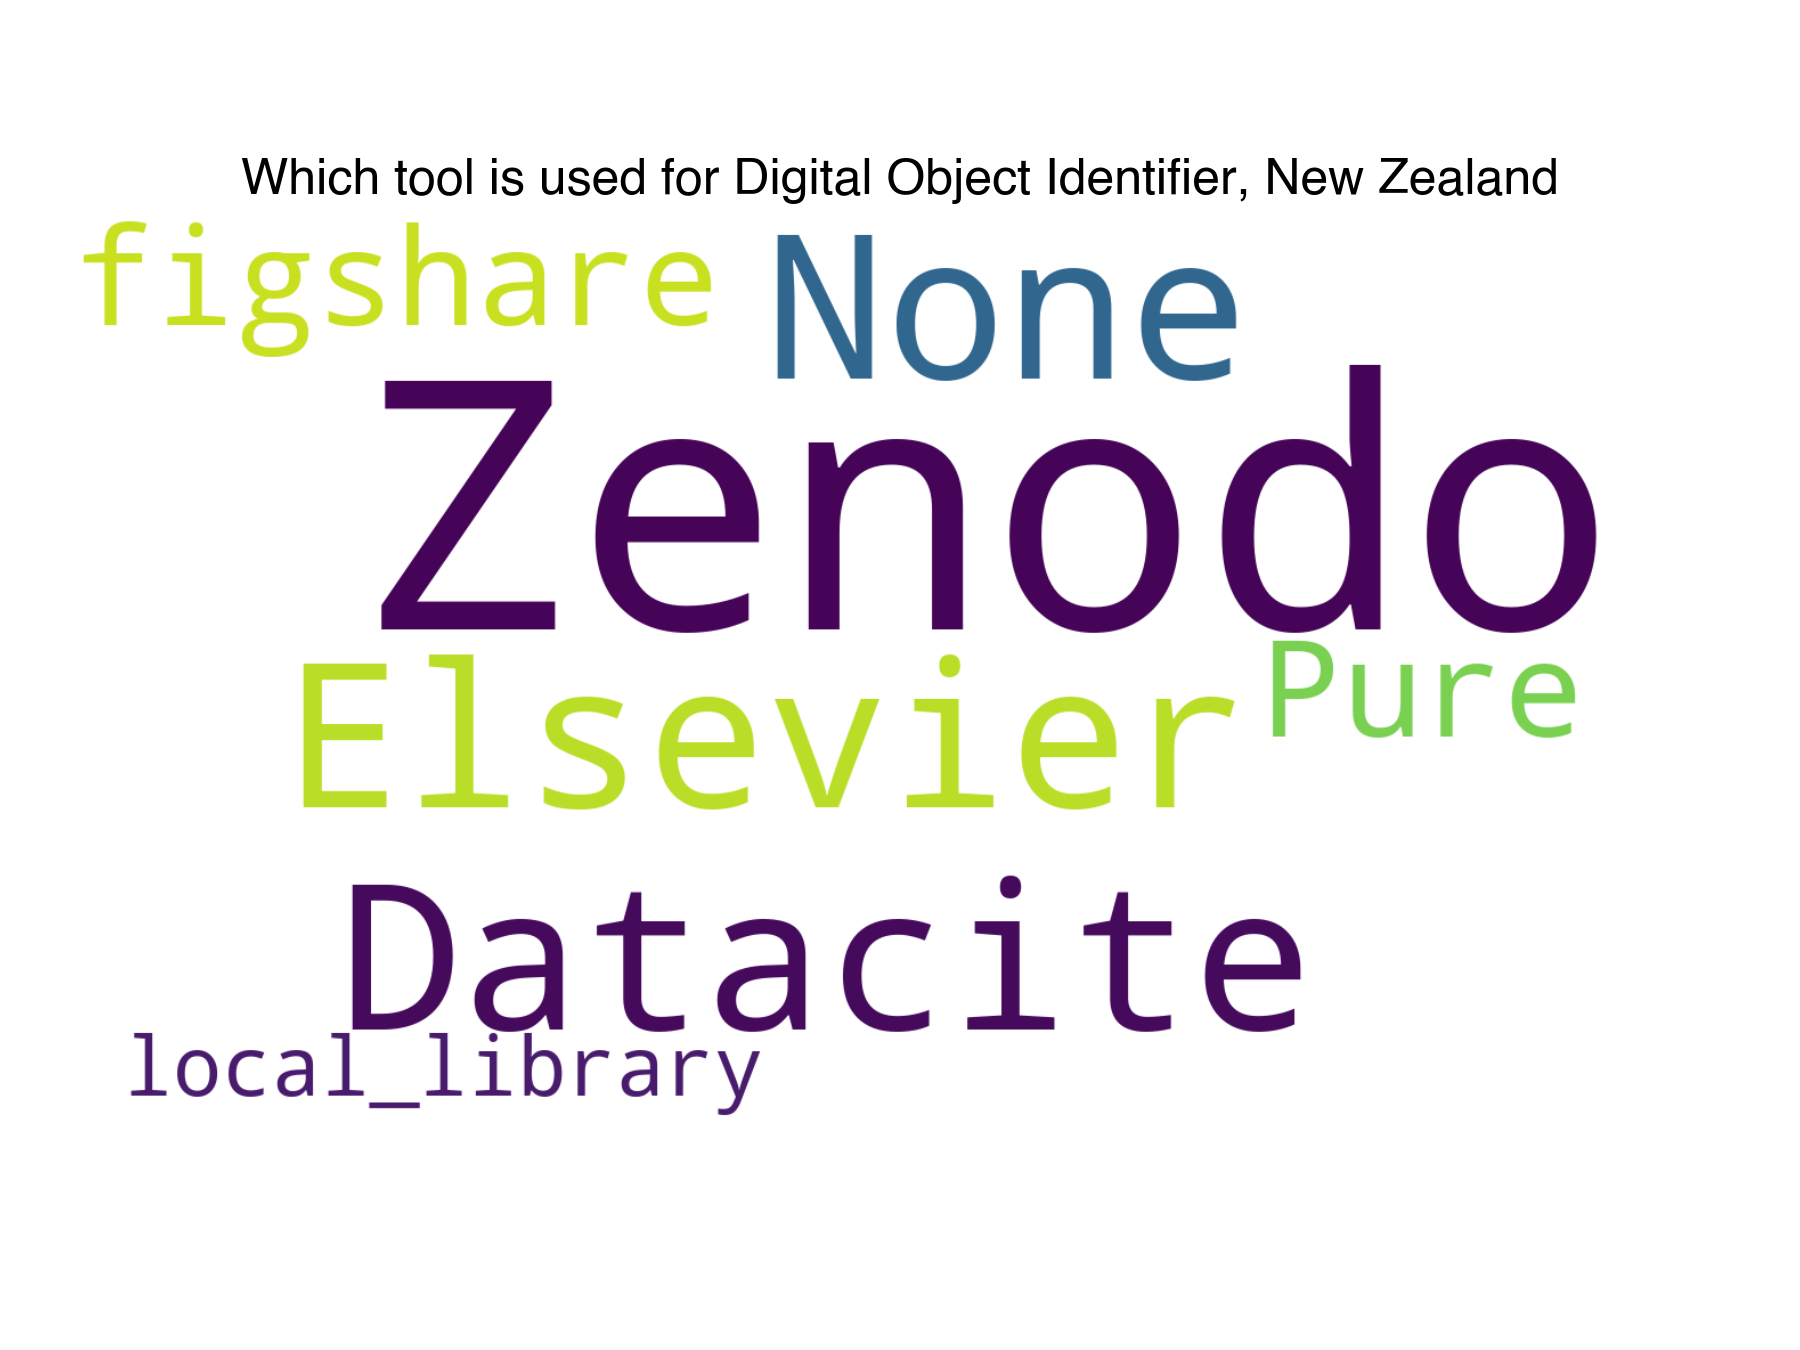 Which tool is used for Digital Object Identifier, New Zealand
figshare
None
Zenodo
Elsevier
Pure
Datacite
local_library